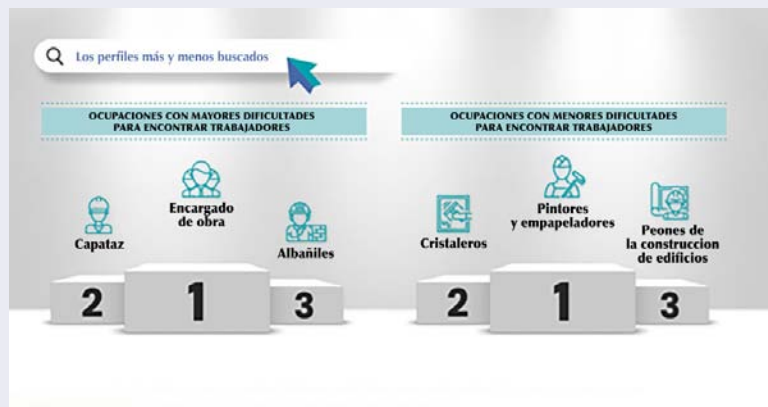 Los perfiles más y menos buscados
OCUPACIONES CON MAYORES DIFICULTADES
PARA ENCONTRAR TRABAJADORES
Encargado
de obra
Capataz
Albañiles
2
1
3
OCUPACIONES CON MENORES DIFICULTADES
PARA ENCONTRAR TRABAJADORES
Pintores
y empapeladores
Cristaleros
Peones de
la construccion
de edificios
2
1
3